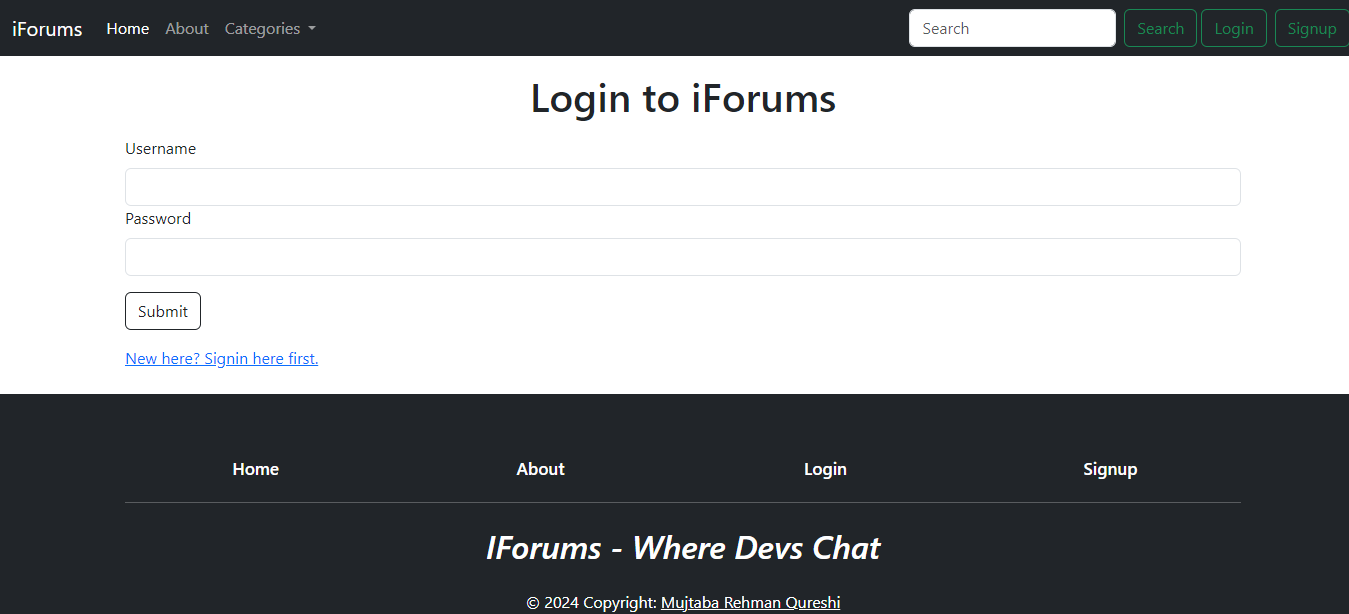 iForums Home About Categories Search Search Login Signup
Login to iForums
Username
Password
Submit
New here? Signin here first.
Home About Login Signup
IForums - Where Devs Chat
© 2024 Copyright: Mujtaba Rehman Qureshi